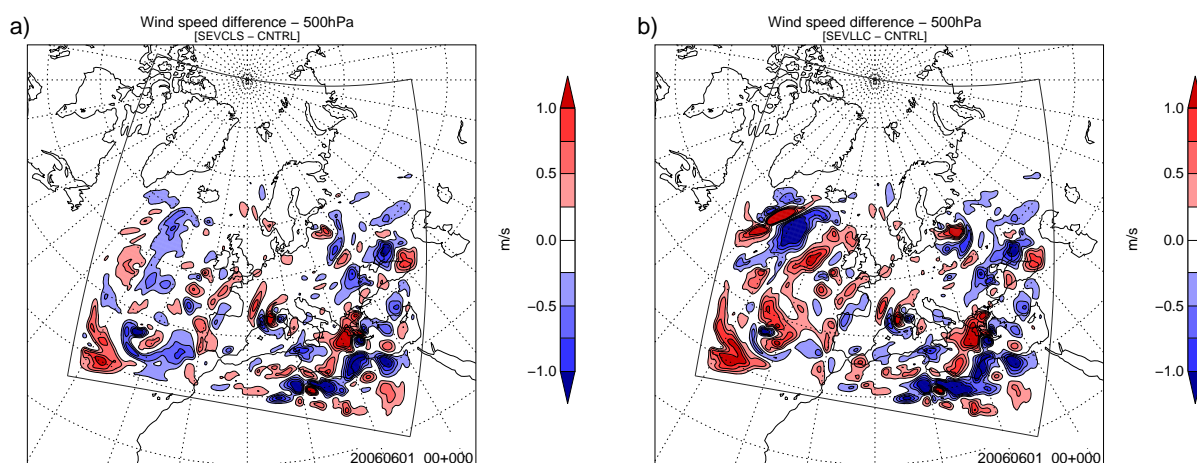 a)
Wind speed difference – 500hPa
[SEVCLS – CNTRL]
1.0
0.5
0.0
−0.5
−1.0
m/s
20060601 00+000
b)
Wind speed difference – 500hPa
[SEVLLC – CNTRL]
1.0
0.5
0.0
−0.5
−1.0
m/s
20060601 00+000